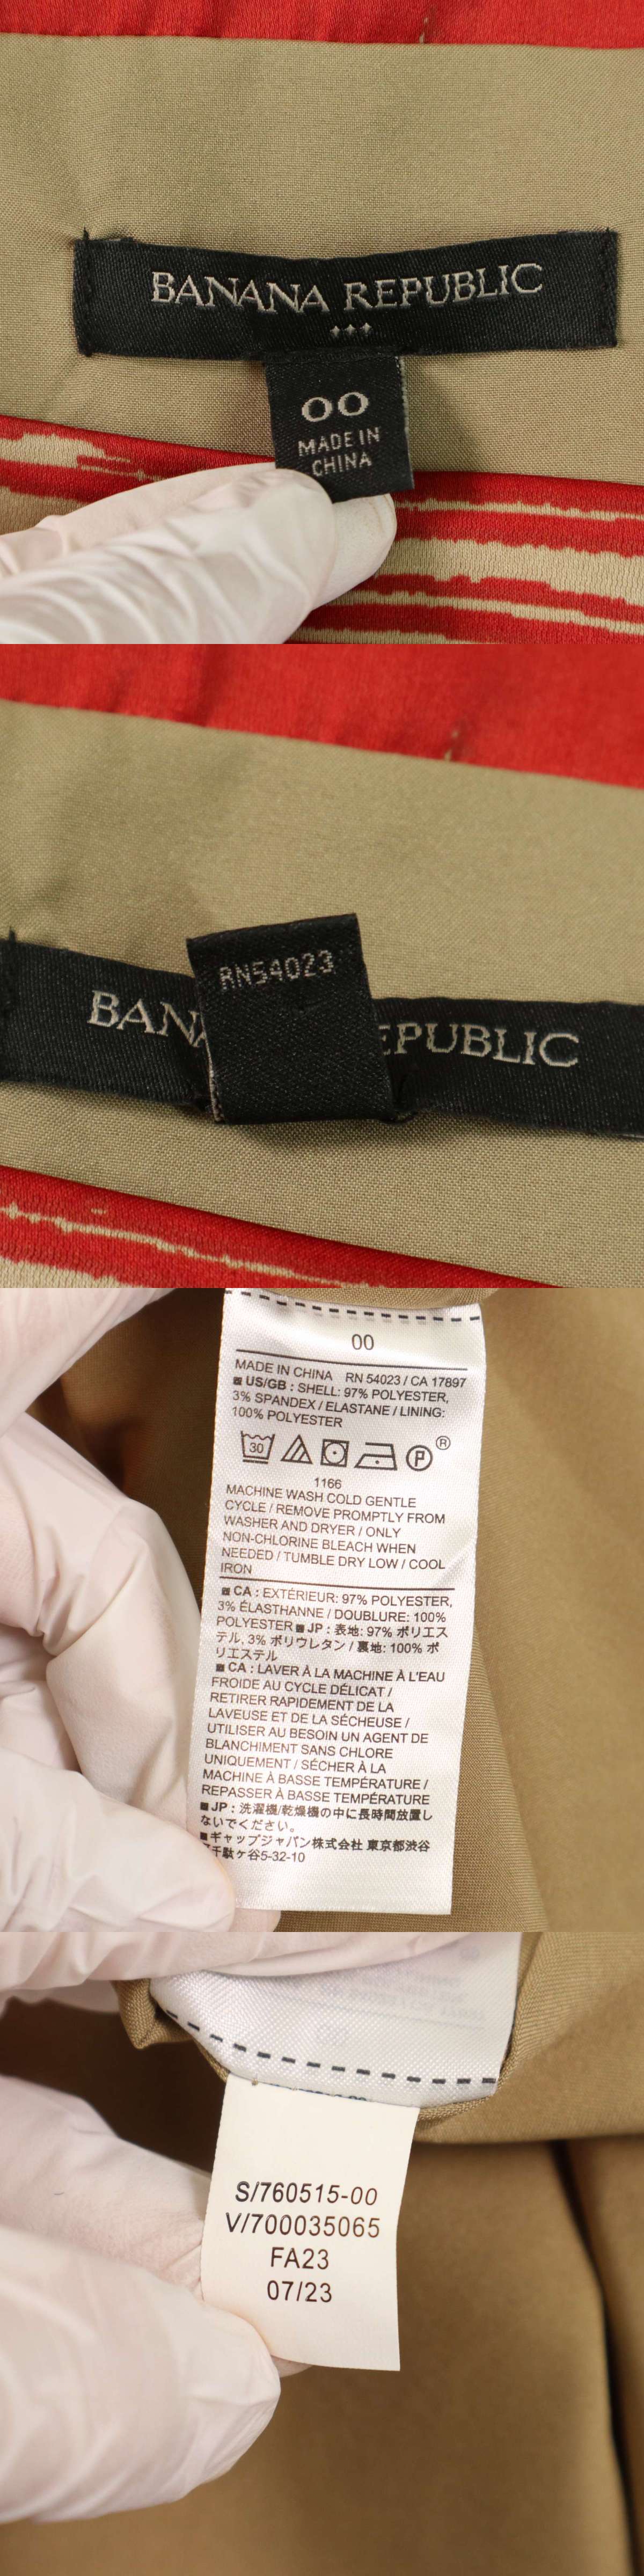 BANANA REPUBLIC
00
MADE IN
CHINA
RN54023
BANA
EPUBLIC
00
MADE IN CHINA RN 54023 / CA 17897
■ US/GB : SHELL: 97% POLYESTER,
3% SPANDEX / ELASTANE / LINING:
100% POLYESTER
30
P
®
1166
MACHINE WASH COLD GENTLE
CYCLE / REMOVE PROMPTLY FROM
WASHER AND DRYER / ONLY
NON-CHLORINE BLEACH WHEN
NEEDED / TUMBLE DRY LOW / COOL
IRON
■ CA : EXTÉRIEUR: 97% POLYESTER,
3% ÉLASTHANNE / DOUBLURE: 100%
POLYESTER ■ JP : 表地: 97% ポリエス
テル, 3% ポリウレタン / 裏地: 100% ポ
リエステル
■ CA : LAVER À LA MACHINE À L'EAU
FROIDE AU CYCLE DÉLICAT /
RETIRER RAPIDEMENT DE LA
LAVEUSE ET DE LA SÉCHEUSE /
UTILISER AU BESOIN UN AGENT DE
BLANCHIMENT SANS CHLORE
UNIQUEMENT / SÉCHER À LA
MACHINE À BASSE TEMPÉRATURE /
REPASSER À BASSE TEMPÉRATURE
■ JP : 洗濯機/乾燥機の中に長時間放置し
ないでください。
■ ギャップジャパン株式会社 東京都渋谷
千駄ヶ谷5-32-10
S/760515-00
V/700035065
FA23
07/23